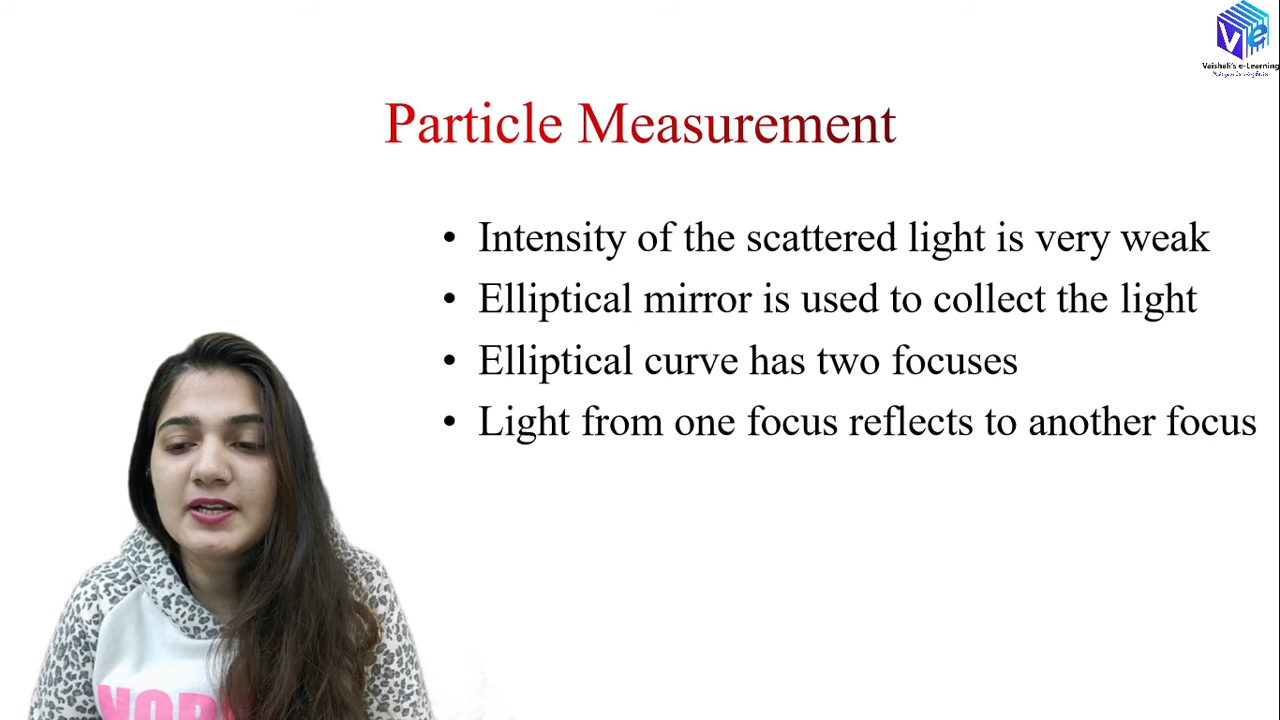 Vaisheli's e-Learning
Particle Measurement
• Intensity of the scattered light is very weak
• Elliptical mirror is used to collect the light
• Elliptical curve has two focuses
• Light from one focus reflects to another focus